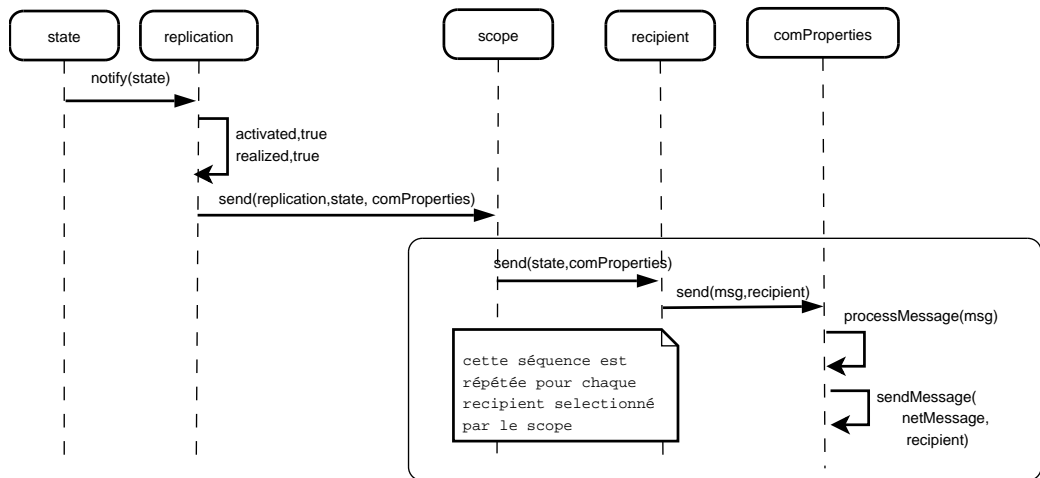 state
replication
scope
recipient
comProperties
notify(state)
activated,true
realized,true
send(replication,state, comProperties)
send(state,comProperties)
send(msg,recipient)
processMessage(msg)
cette séquence est
répétée pour chaque
recipient selectionné
par le scope
sendMessage(
netMessage,
recipient)